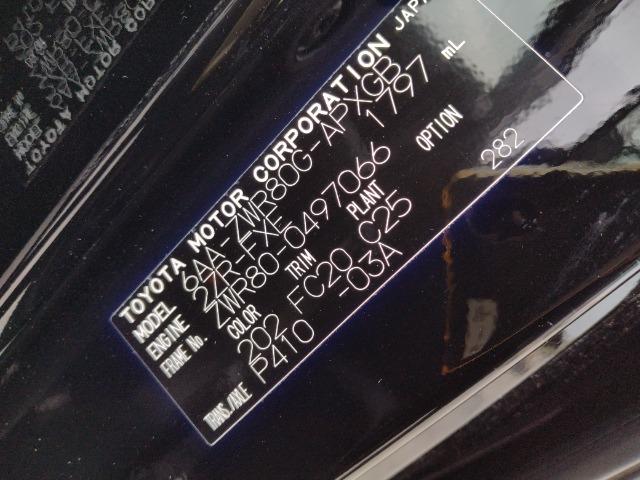 TOYOTA MOTOR CORPORATION JAPAN
MODEL 6AA-ZWR80G-APXGB
ENGINE 2ZR-FXE 1797 mL
FRAME No. ZWR80-0497066
COLOR TRIM PLANT OPTION
202 FC20 C25 282
TRANS./AXLE P410 -03A